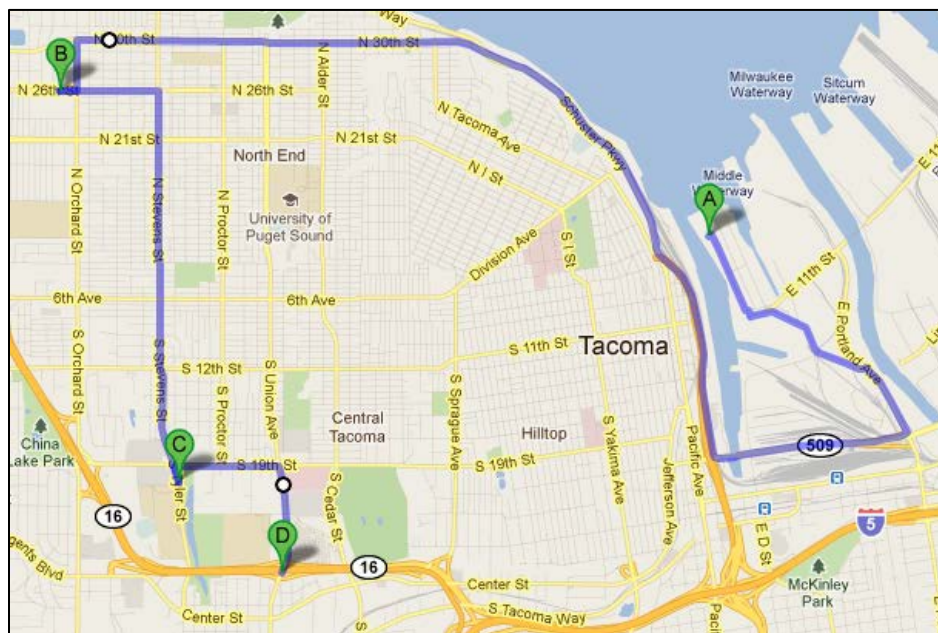 Way
B
N 30th St
N 30th St
N Alder St
Milwaukee
Waterway
Sitcum
Waterway
N 26th St
N 26th St
N Tacoma Ave
Schuster Pkwy
E 11th
N 21st St
N 21st St
North End
N I St
Middle
Waterway
A
N Orchard St
N Stevens St
N Proctor St
University of
Puget Sound
Division Ave
S I St
E 11th St
6th Ave
6th Ave
E Portland Ave
S Orchard St
S Stevens St
S Proctor St
S Union Ave
Tacoma
S 11th St
S 12th St
S Sprague Ave
S Yakima Ave
Central
Tacoma
Hilltop
Pacific Ave
Jefferson Ave
China
Lake Park
C
S 19th St
S 19th St
509
ler St
S Cedar St
16
D
E D St
5
16
Center St
Center St
S Tacoma Way
McKinley
Park